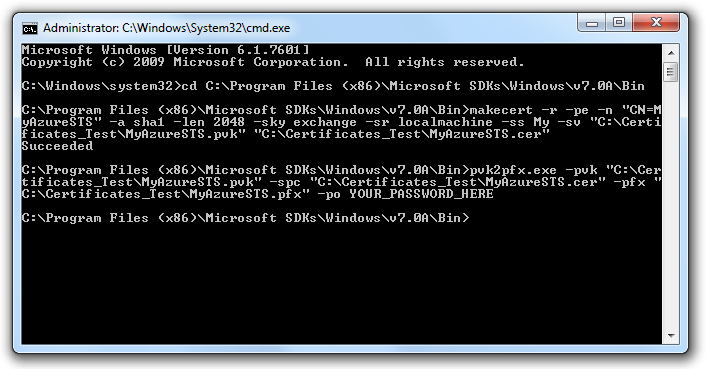 Administrator: C:\Windows\System32\cmd.exe
Microsoft Windows [Version 6.1.7601]
Copyright (c) 2009 Microsoft Corporation.  All rights reserved.
C:\Windows\system32>cd C:\Program Files (x86)\Microsoft SDKs\Windows\v7.0A\Bin
C:\Program Files (x86)\Microsoft SDKs\Windows\v7.0A\Bin>makecert -r -pe -n "CN=M
yAzureSTS" -a sha1 -len 2048 -sky exchange -sr localmachine -ss My -sv "C:\Certi
ficates_Test\MyAzureSTS.pvk" "C:\Certificates_Test\MyAzureSTS.cer"
Succeeded
C:\Program Files (x86)\Microsoft SDKs\Windows\v7.0A\Bin>pvk2pfx.exe -pvk "C:\Cer
tificates_Test\MyAzureSTS.pvk" -spc "C:\Certificates_Test\MyAzureSTS.cer" -pfx "
C:\Certificates_Test\MyAzureSTS.pfx" -po YOUR_PASSWORD_HERE
C:\Program Files (x86)\Microsoft SDKs\Windows\v7.0A\Bin>